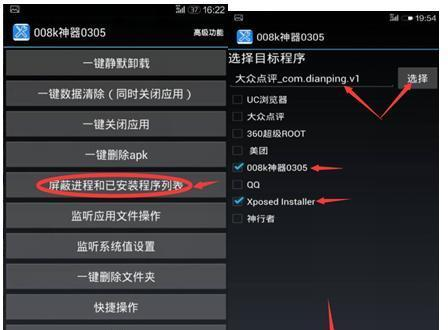 16:22
008k神器0305
高级功能
一键静默卸载
一键数据清除（同时关闭应用）
一键关闭应用
一键删除apk
屏蔽进程和已安装程序列表
监听应用文件操作
监听系统值设置
一键删除文件夹
快捷操作
19:54
008k神器0305
选择目标程序
大众点评_com.dianping.v1
选择
UC浏览器
大众点评
360超级ROOT
美团
008k神器0305
QQ
Xposed Installer
神行者